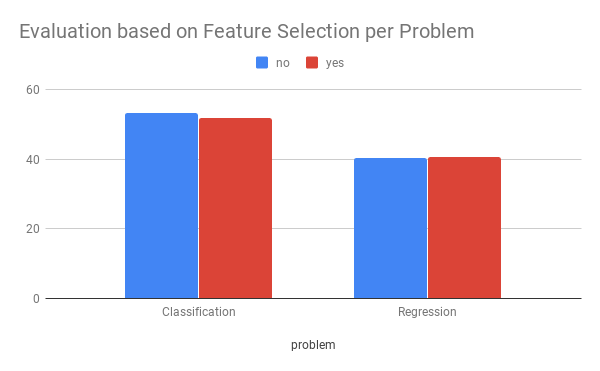 Evaluation based on Feature Selection per Problem
no yes
60
40
20
0
Classification Regression
problem